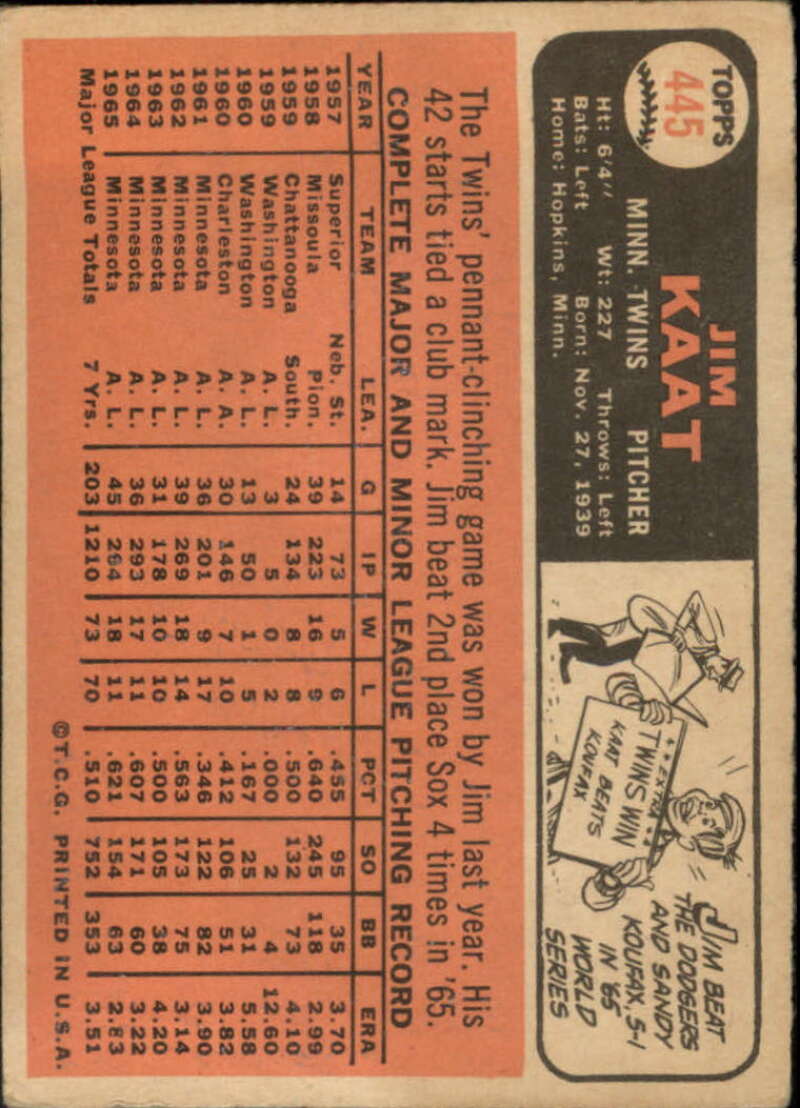 TOPPS
445
JIM
KAAT
MINN. TWINS PITCHER
Ht: 6'4" Wt: 227 Throws: Left
Bats: Left Born: Nov. 27, 1939
Home: Hopkins, Minn.
★ ★ EXTRA ★ ★
TWINS WIN
KAAT BEATS
KOUFAX
JIM BEAT
THE DODGERS
AND SANDY
KOUFAX, 5-1
IN '65
WORLD
SERIES
The Twins' pennant-clinching game was won by Jim last year. His
42 starts tied a club mark. Jim beat 2nd place Sox 4 times in '65.
COMPLETE MAJOR AND MINOR LEAGUE PITCHING RECORD
YEAR TEAM LEA. G IP W L PCT SO BB ERA
1957 Superior Neb. St. 14 73 5 6 .455 95 35 3.70
1958 Missoula Pion. 39 223 16 9 .640 245 118 2.99
1959 Chattanooga South. 24 134 8 8 .500 132 73 4.10
1959 Washington A. L. 3 5 0 2 .000 2 4 12.60
1960 Washington A. L. 13 50 1 5 .167 25 31 5.58
1960 Charleston A. A. 30 146 7 10 .412 106 51 3.82
1961 Minnesota A. L. 36 201 9 17 .346 122 82 3.90
1962 Minnesota A. L. 39 269 18 14 .563 173 75 3.14
1963 Minnesota A. L. 31 178 10 10 .500 105 38 4.20
1964 Minnesota A. L. 36 293 17 11 .607 171 60 3.22
1965 Minnesota A. L. 45 264 18 11 .621 154 63 2.83
Major League Totals 7 Yrs. 203 1210 73 70 .510 752 353 3.51
©T.C.G. PRINTED IN U.S.A.